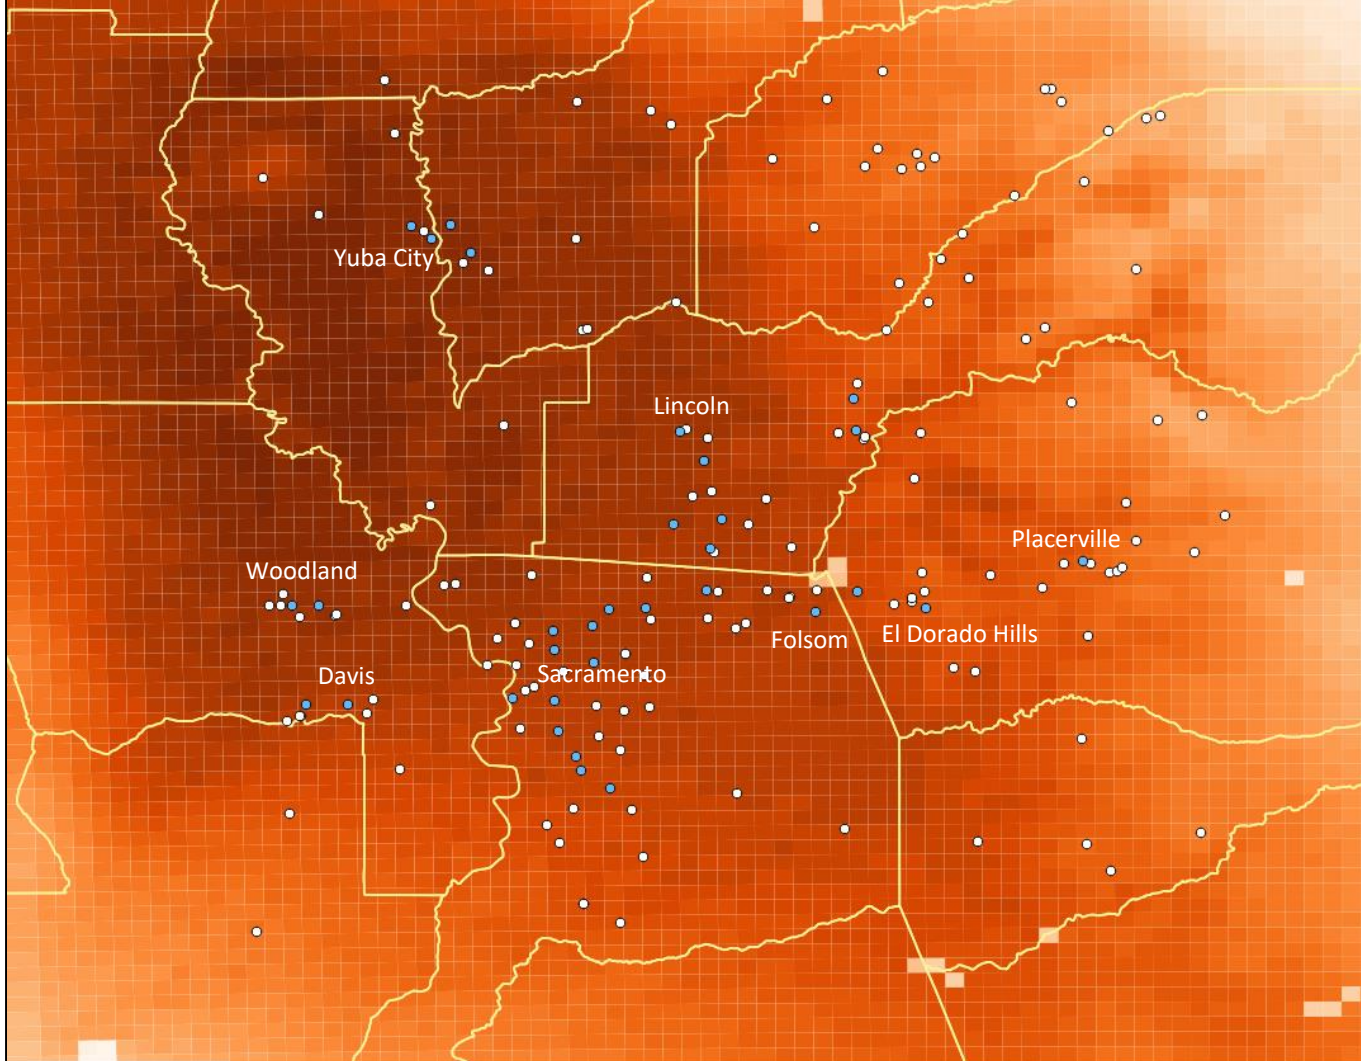 Yuba City
Lincoln
Placerville
Woodland
Folsom
El Dorado Hills
Sacramento
Davis